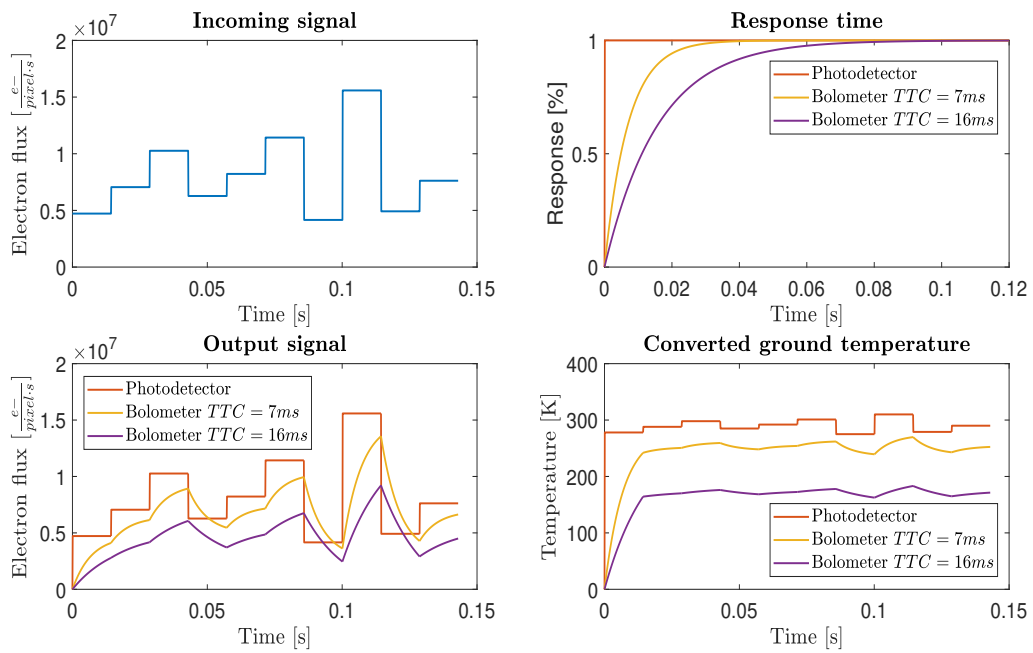 Incoming signal
×10^7
2
1.5
1
0.5
0
0
0.05
0.1
0.15
Electron flux [e−/pixel·s]
Time [s]
Response time
1
0.5
0
0
0.02
0.04
0.06
0.08
0.1
0.12
Response [%]
Time [s]
Photodetector
Bolometer TTC = 7ms
Bolometer TTC = 16ms
Output signal
×10^7
2
1.5
1
0.5
0
0
0.05
0.1
0.15
Electron flux [e−/pixel·s]
Time [s]
Photodetector
Bolometer TTC = 7ms
Bolometer TTC = 16ms
Converted ground temperature
400
300
200
100
0
0
0.05
0.1
0.15
Temperature [K]
Time [s]
Photodetector
Bolometer TTC = 7ms
Bolometer TTC = 16ms